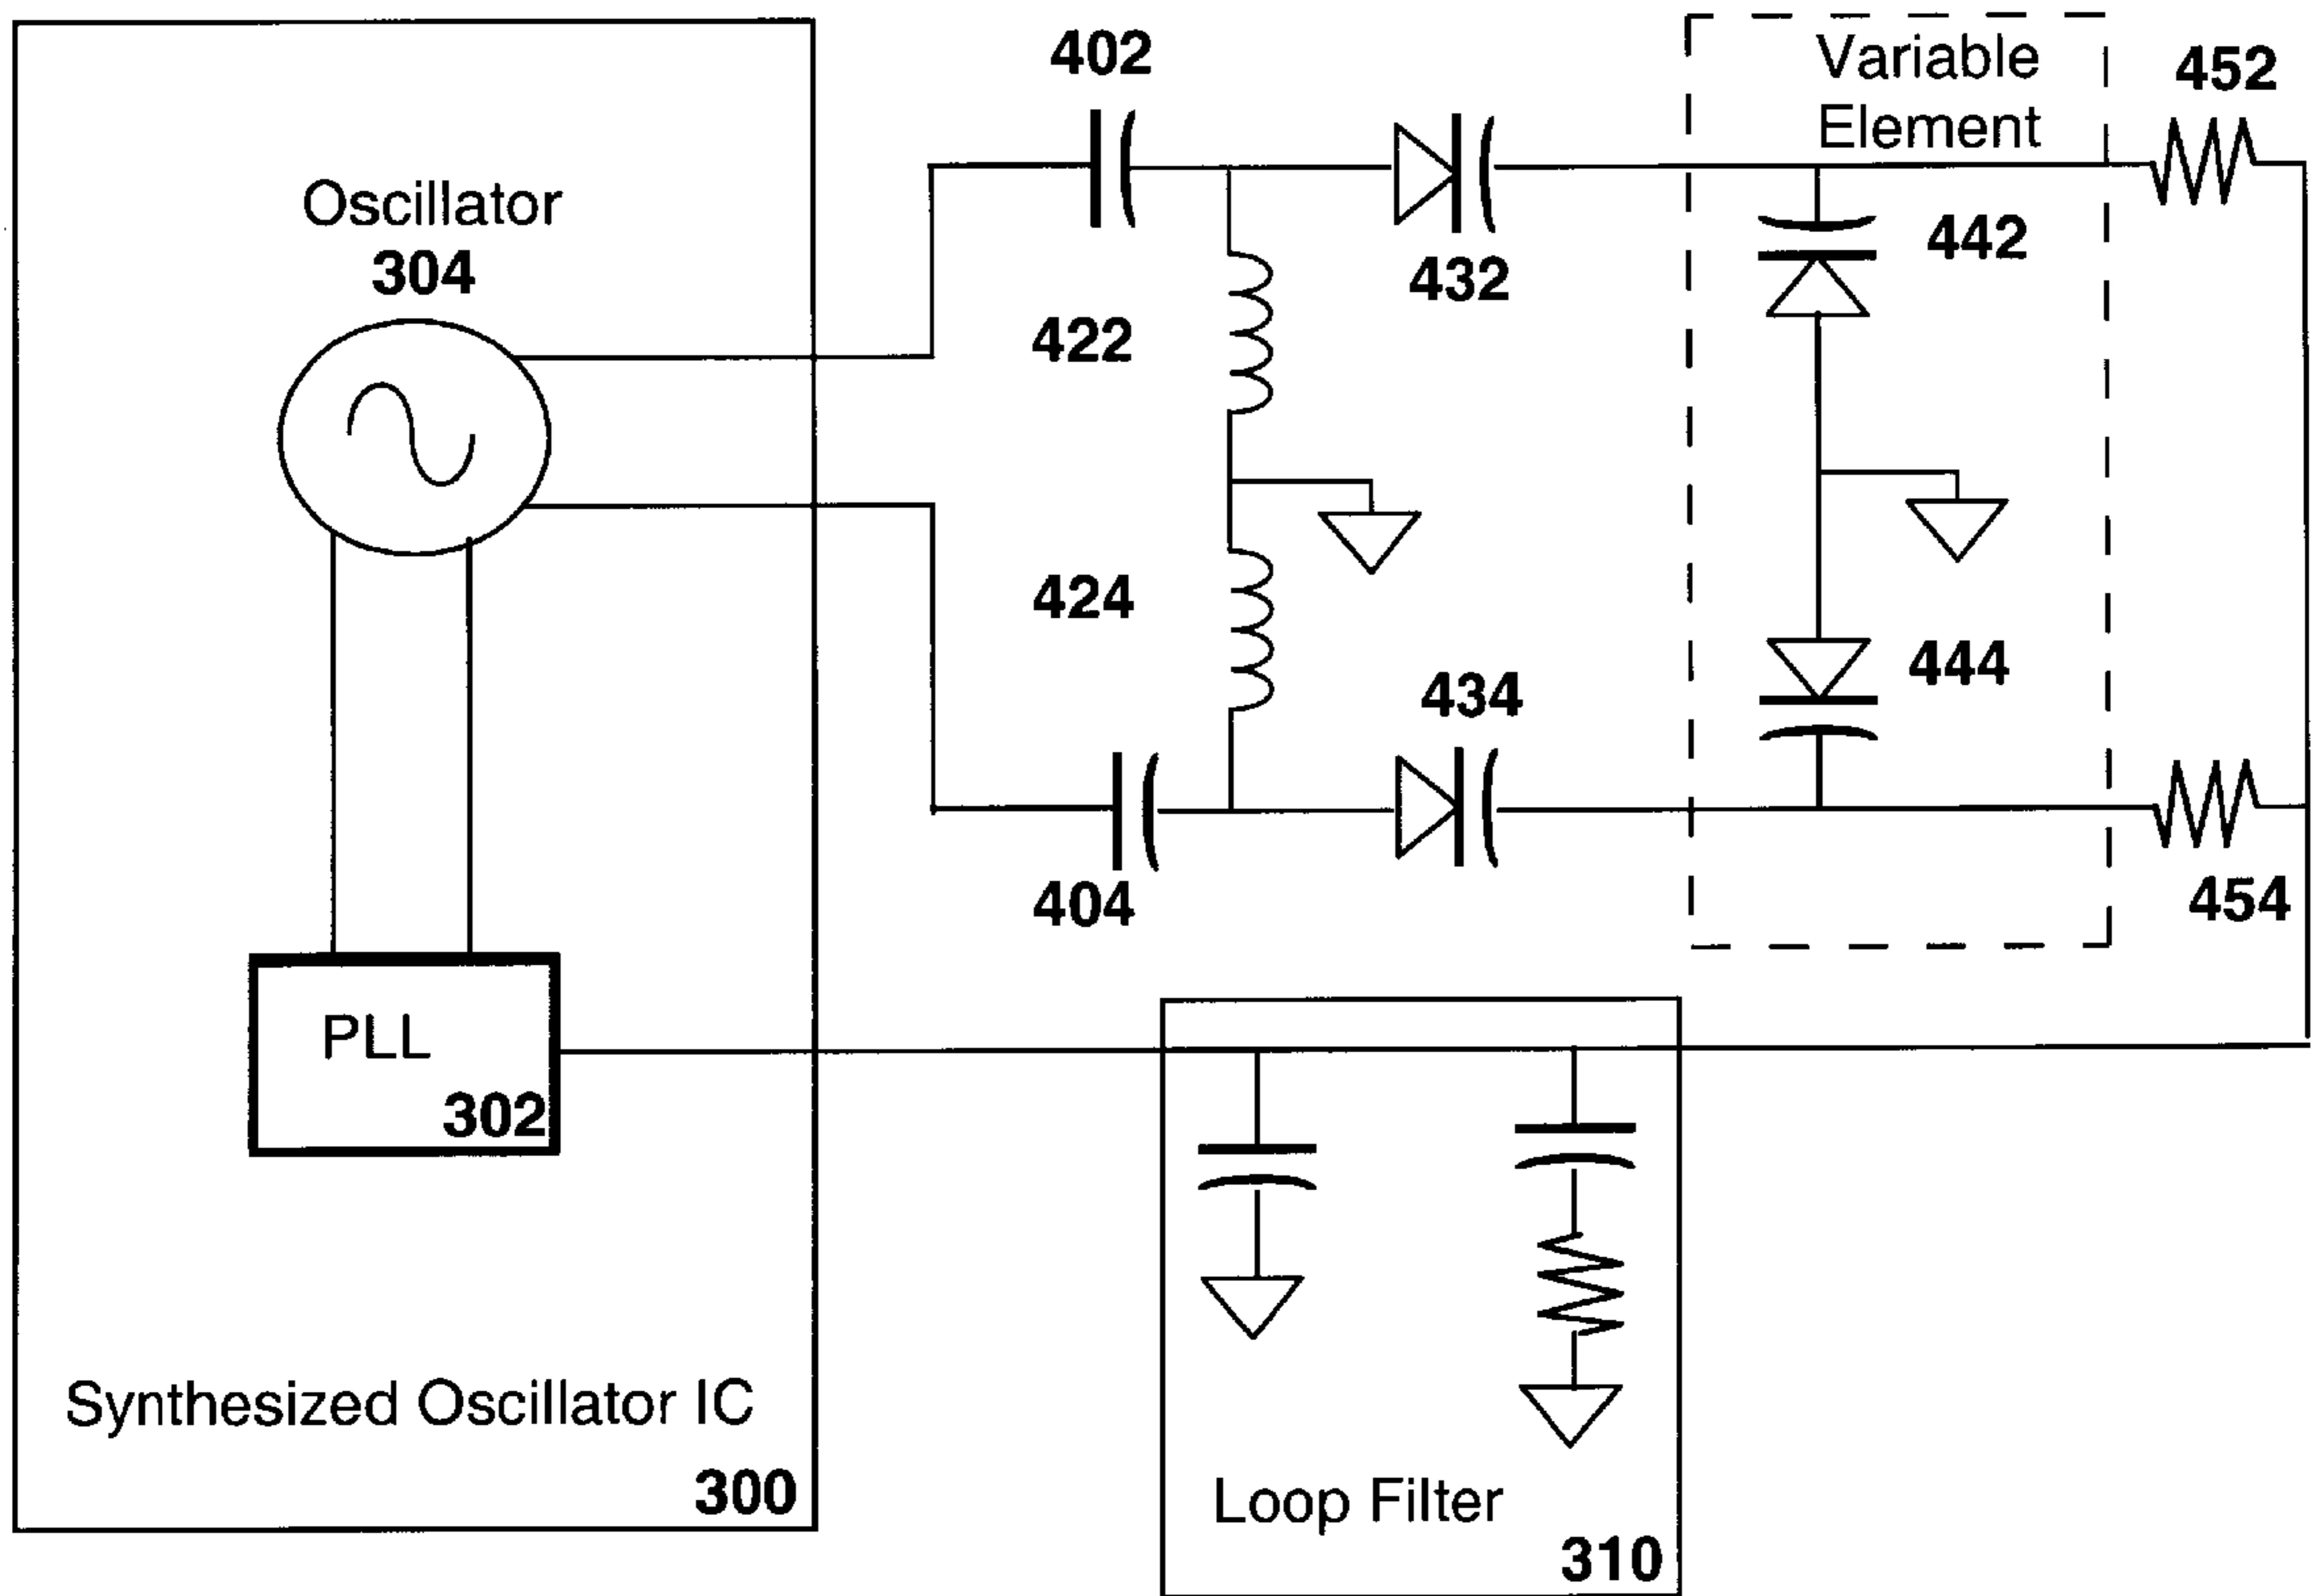 402
Variable
Element
452
Oscillator
304
442
432
422
424
444
434
404
454
PLL
302
Synthesized Oscillator IC
300
Loop Filter
310